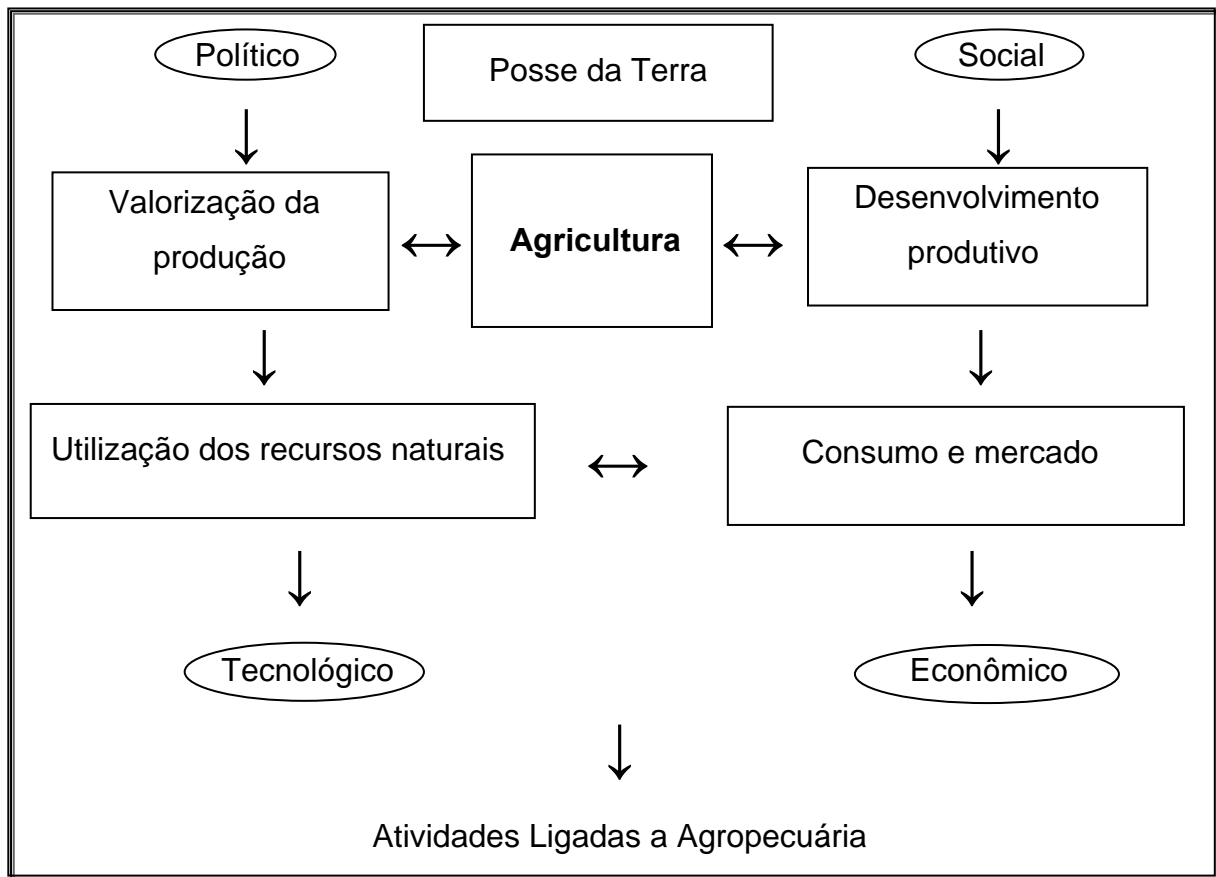 Político
Posse da Terra
Social
Valorização da
produção
Agricultura
Desenvolvimento
produtivo
Utilização dos recursos naturais
Consumo e mercado
Tecnológico
Econômico
Atividades Ligadas a Agropecuária